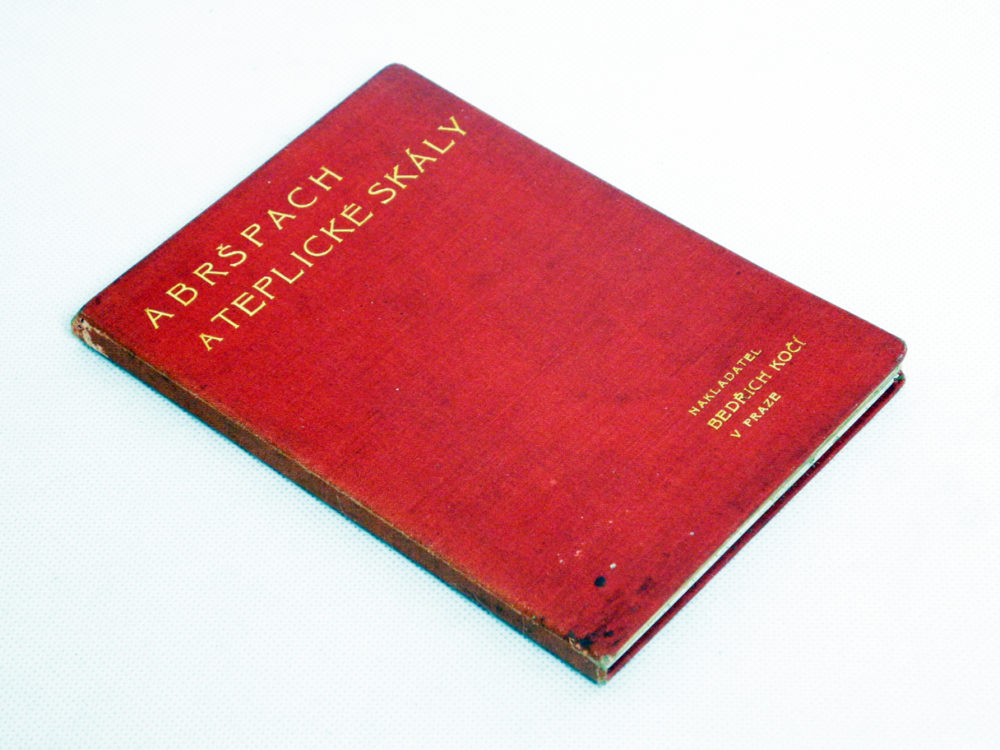 ABRŠPACH
A TEPLICKÉ SKÁLY
NAKLADATEL
BEDŘICH KOČÍ
V PRAZE